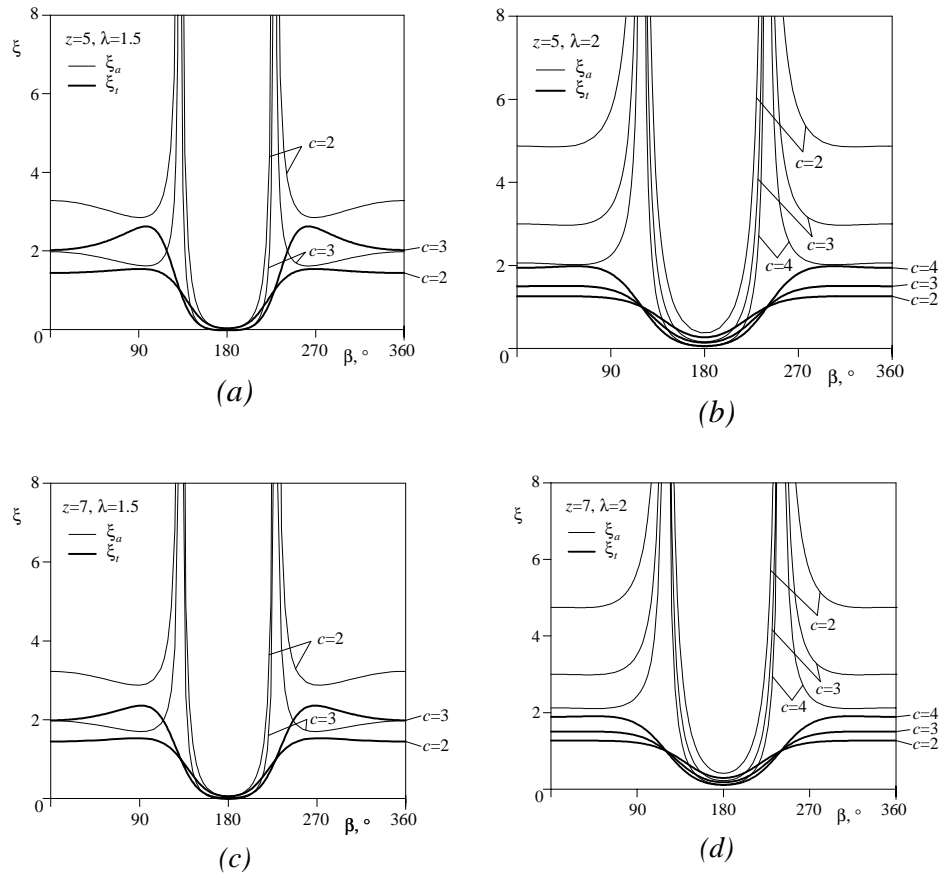 8
z=5, λ=1.5
ξ
ξa
ξt
6
c=2
4
c=3
2
c=3
c=2
0
90
180
270
360
β, °
(a)
8
z=5, λ=2
ξa
ξt
6
c=2
4
c=3
c=4
2
c=4
c=3
c=2
0
90
180
270
360
β, °
(b)
8
z=7, λ=1.5
ξ
ξa
ξt
6
c=2
4
c=3
2
c=3
c=2
0
90
180
270
360
β, °
(c)
8
z=7, λ=2
ξ
ξa
ξt
6
c=2
4
c=3
c=4
2
c=4
c=3
c=2
0
90
180
270
360
β, °
(d)